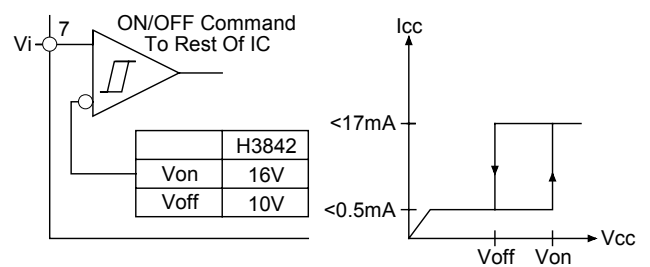 ON/OFF Command
To Rest Of IC
Vi
7
H3842
Von 16V
Voff 10V
Icc
<17mA
<0.5mA
Voff Von
Vcc